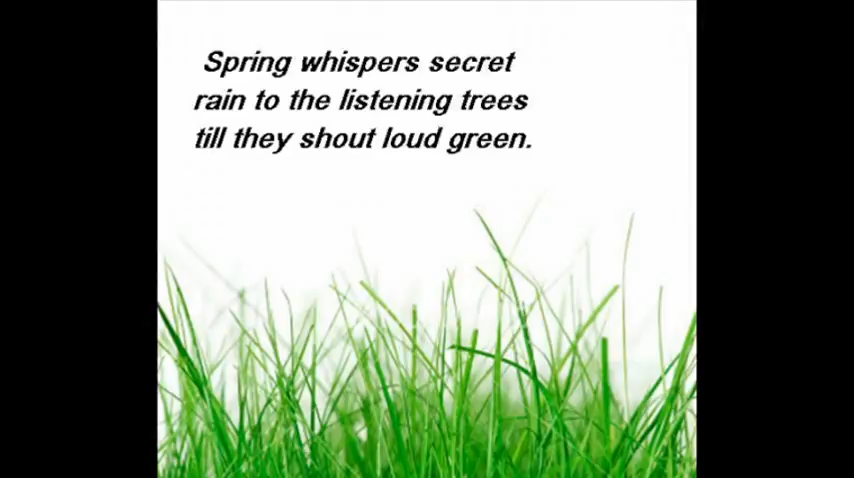 Spring whispers secret
rain to the listening trees
till they shout loud green.